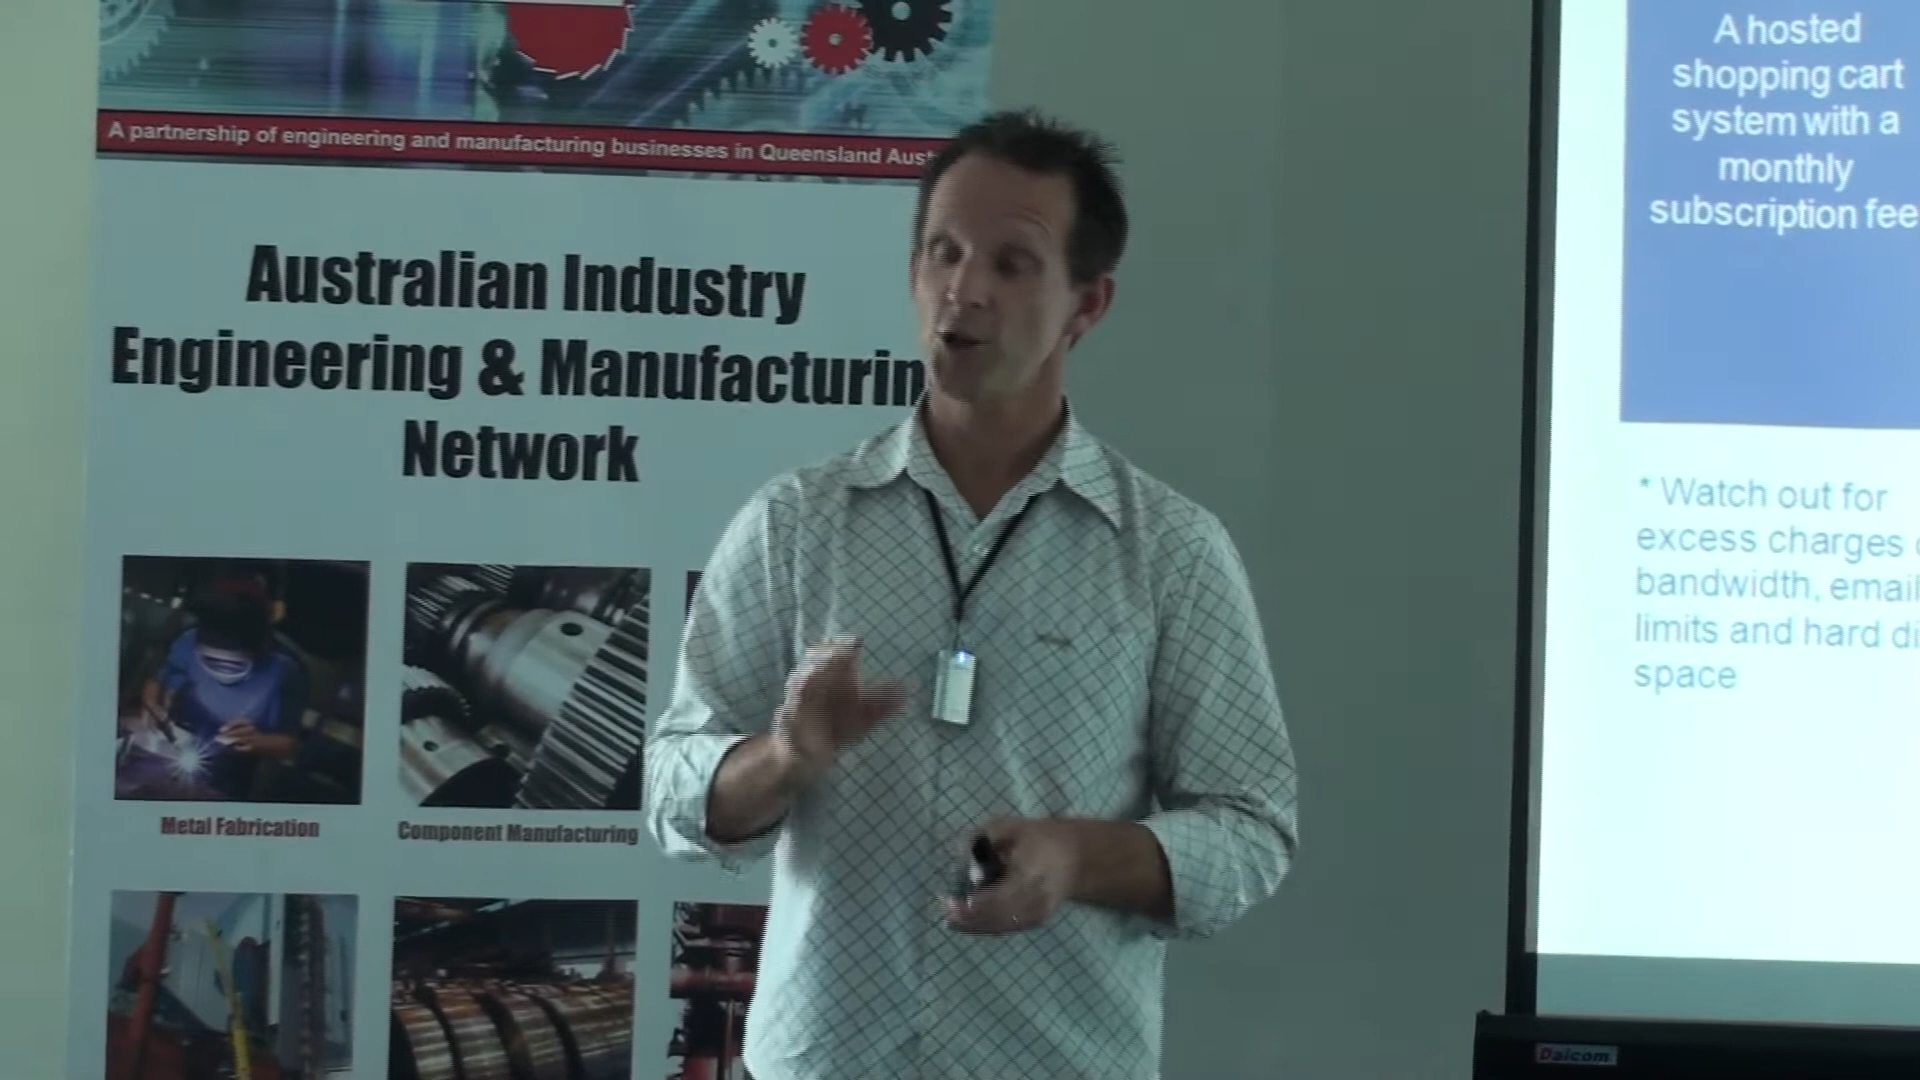 A partnership of engineering and manufacturing businesses in Queensland
Australian Industry
Engineering & Manufacturin
Network
Metal Fabrication
Component Manufacturing
A hosted
shopping cart
system with a
monthly
subscription fee
* Watch out for
excess charges
bandwidth, email
limits and hard
space
Dalcom